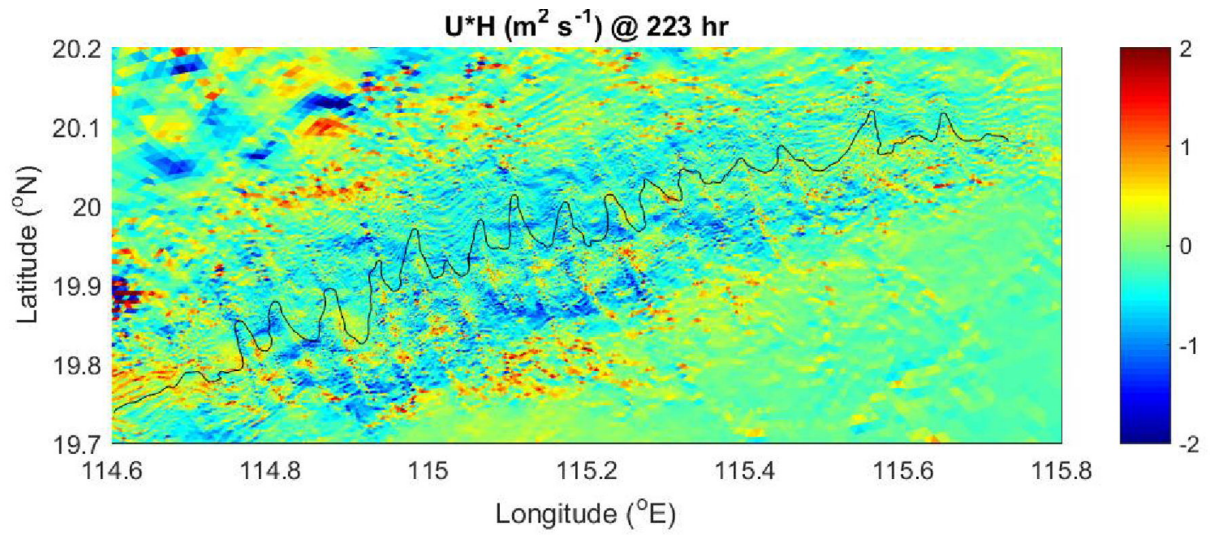 U*H (m² s⁻¹) @ 223 hr
20.2
20.1
20
19.9
19.8
19.7
Latitude (°N)
114.6 114.8 115 115.2 115.4 115.6 115.8
Longitude (°E)
2
1
0
-1
-2